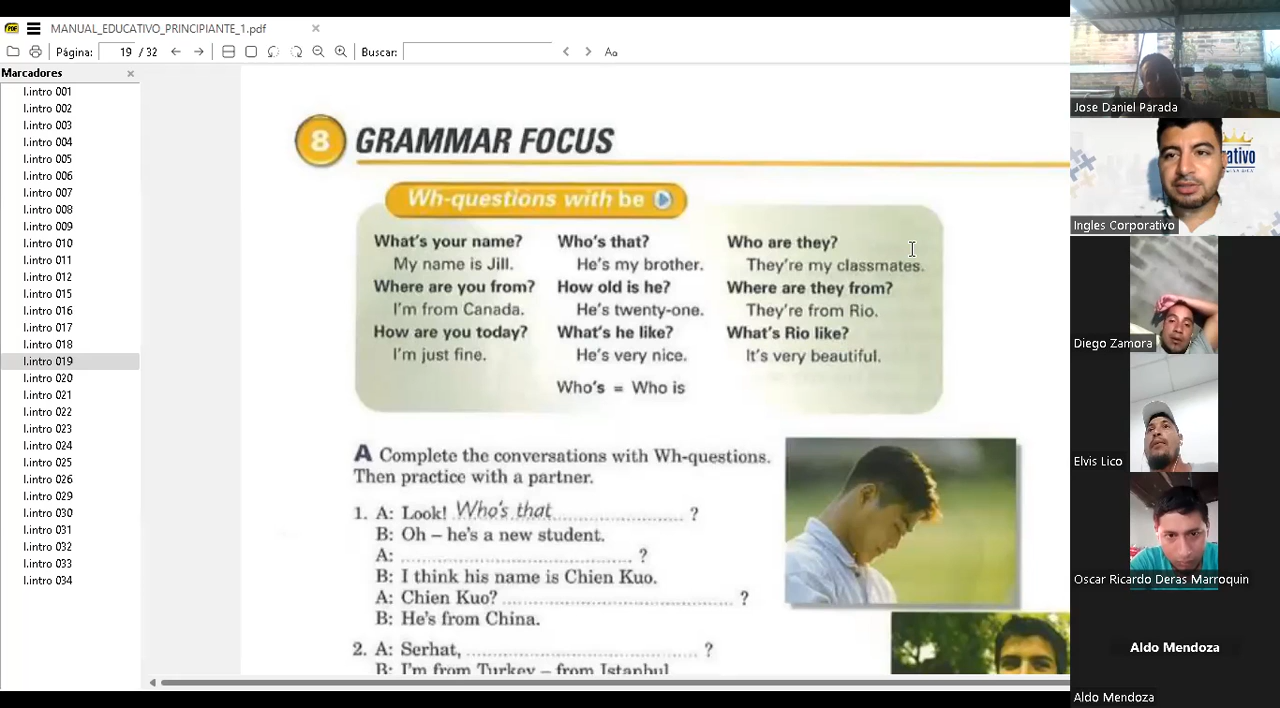 MANUAL_EDUCATIVO_PRINCIPIANTE_1.pdf
Página: 19 / 32
Buscar:
Aa
Marcadores
I.intro 001
I.intro 002
I.intro 003
I.intro 004
I.intro 005
I.intro 006
I.intro 007
I.intro 008
I.intro 009
I.intro 010
I.intro 011
I.intro 012
I.intro 015
I.intro 016
I.intro 017
I.intro 018
I.intro 019
I.intro 020
I.intro 021
I.intro 022
I.intro 023
I.intro 024
I.intro 025
I.intro 026
I.intro 029
I.intro 030
I.intro 031
I.intro 032
I.intro 033
I.intro 034
8 GRAMMAR FOCUS
Wh-questions with be
What's your name?
My name is Jill.
Where are you from?
I'm from Canada.
How are you today?
I'm just fine.
Who's that?
He's my brother.
How old is he?
He's twenty-one.
What's he like?
He's very nice.
Who's = Who is
Who are they?
They're my classmates.
Where are they from?
They're from Rio.
What's Rio like?
It's very beautiful.
A Complete the conversations with Wh-questions.
Then practice with a partner.
1. A: Look! Who's that ?
B: Oh – he's a new student.
A: ?
B: I think his name is Chien Kuo.
A: Chien Kuo? ?
B: He's from China.
2. A: Serhat, ?
B: I'm from Turkey – from Istanbul
Jose Daniel Parada
ativo
Ingles Corporativo
Diego Zamora
Elvis Lico
Oscar Ricardo Deras Marroquin
Aldo Mendoza
Aldo Mendoza